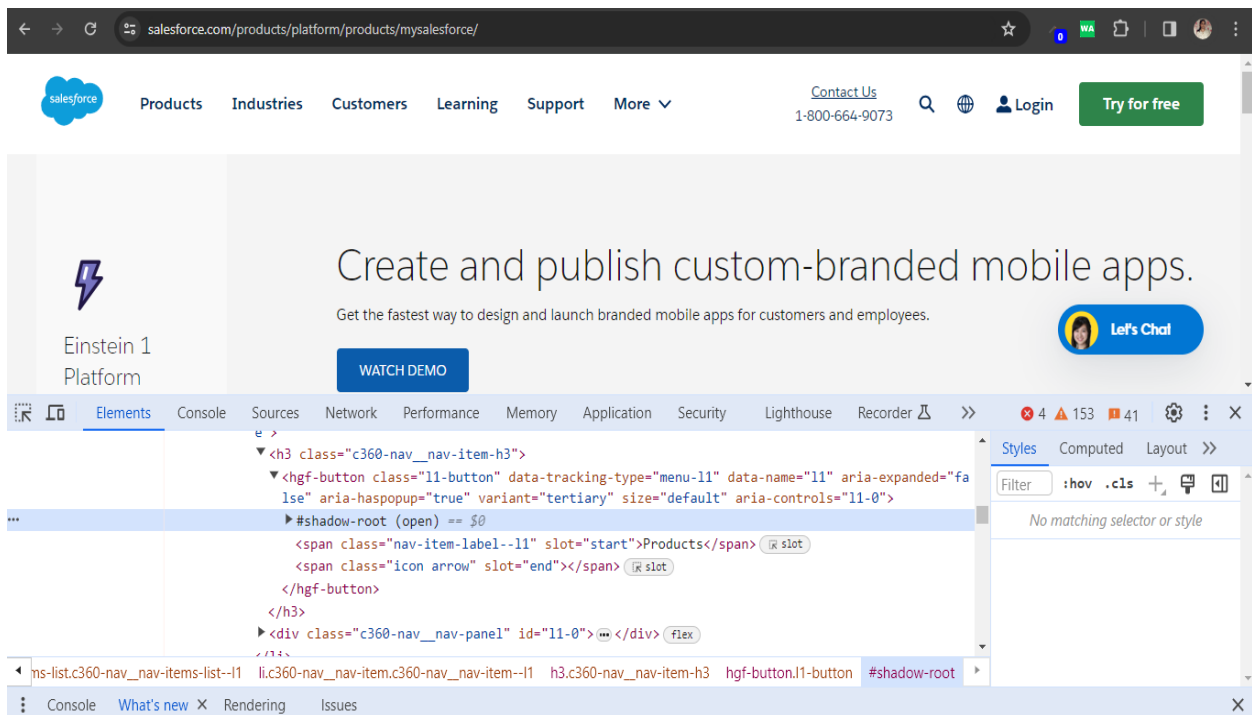 salesforce.com/products/platform/products/mysalesforce/
0
WA
salesforce
Products Industries Customers Learning Support More
Contact Us
1-800-664-9073
Login
Try for free
Create and publish custom-branded mobile apps.
Get the fastest way to design and launch branded mobile apps for customers and employees.
Let's Chat
Einstein 1
Platform
WATCH DEMO
Elements Console Sources Network Performance Memory Application Security Lighthouse Recorder >> 4 153 41
e >
<h3 class="c360-nav__nav-item-h3">
<hgf-button class="l1-button" data-tracking-type="menu-l1" data-name="l1" aria-expanded="fa
lse" aria-haspopup="true" variant="tertiary" size="default" aria-controls="l1-0">
... #shadow-root (open) == $0
<span class="nav-item-label--l1" slot="start">Products</span> slot
<span class="icon arrow" slot="end"></span> slot
</hgf-button>
</h3>
<div class="c360-nav__nav-panel" id="l1-0"> ... </div> flex
</li>
Styles Computed Layout >>
Filter :hov .cls +
No matching selector or style
ms-list.c360-nav__nav-items-list--l1 li.c360-nav__nav-item.c360-nav__nav-item--l1 h3.c360-nav__nav-item-h3 hgf-button.l1-button #shadow-root
Console What's new X Rendering Issues